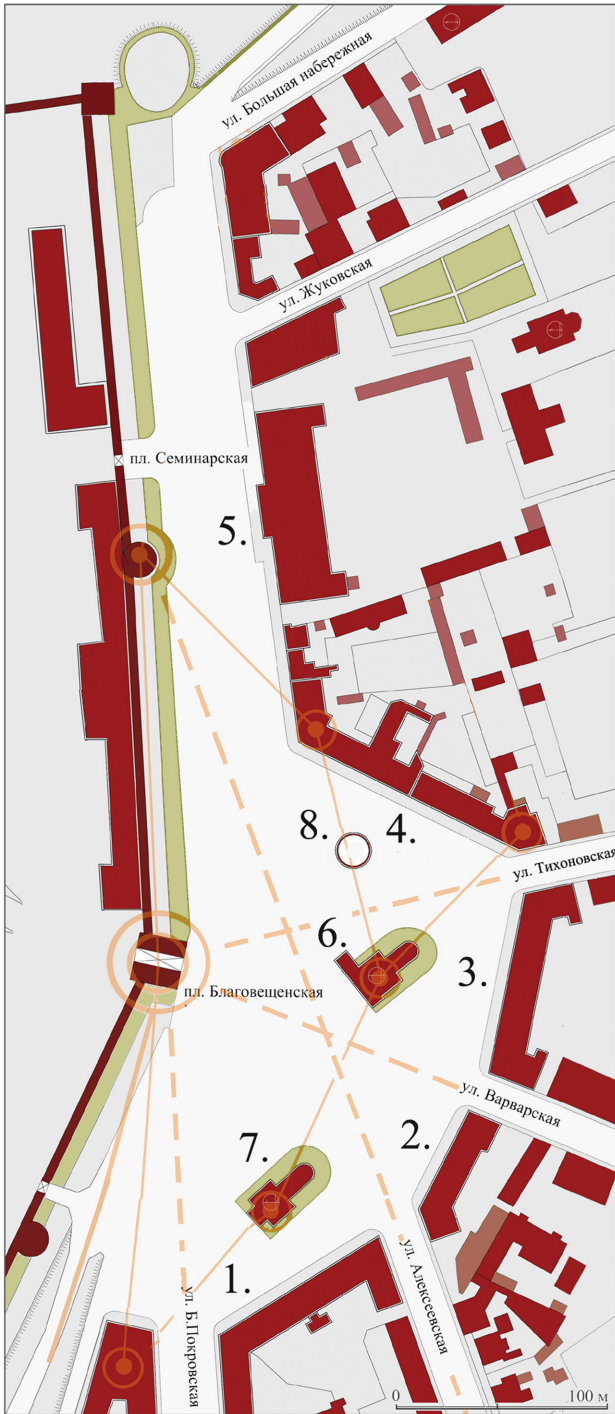 ул. Большая набережная
ул. Жуковская
пл. Семинарская
5.
8.
4.
ул. Тихоновская
6.
3.
пл. Благовещенская
ул. Варварская
2.
7.
ул. Алексеевская
1.
ул. Б.Покровская
0 100 м